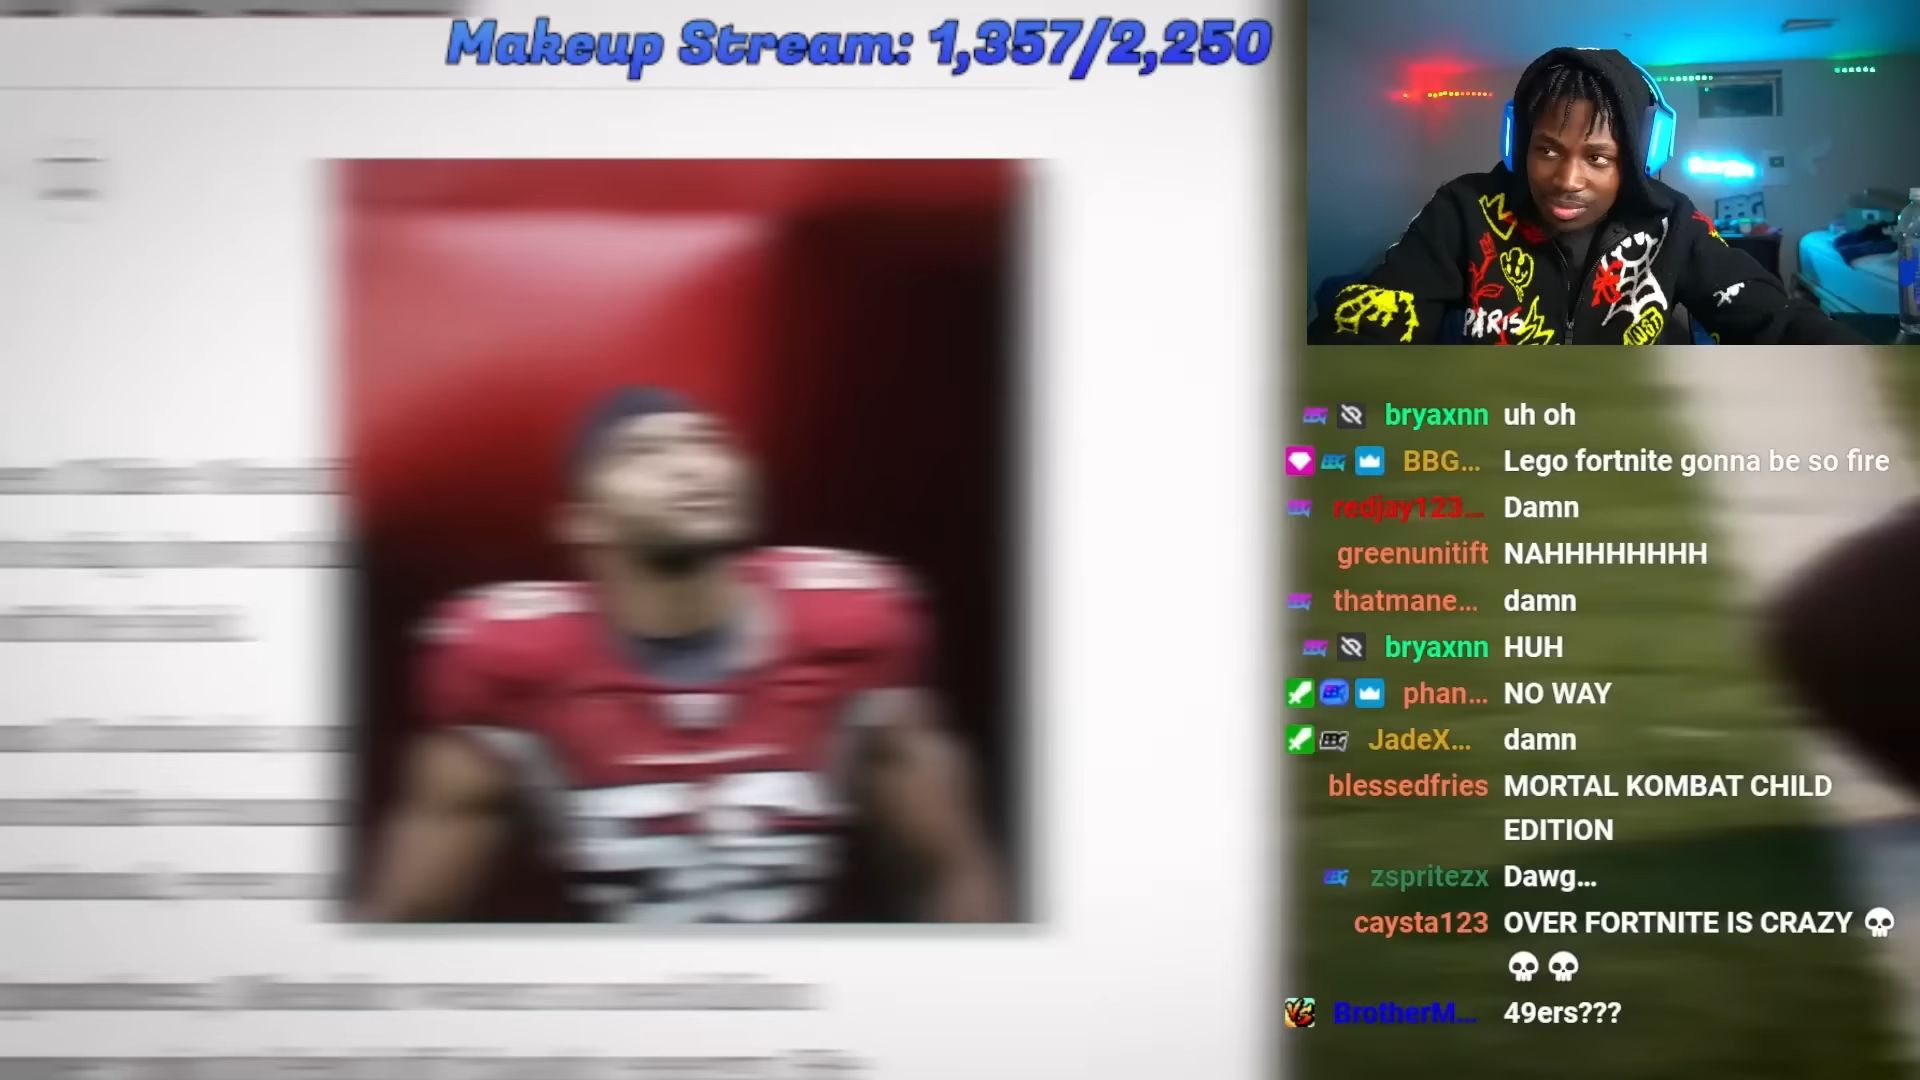 Makeup Stream: 1,357/2,250
PARIS
LOST
BBG
bryaxnn uh oh
BBG… Lego fortnite gonna be so fire
redjay123… Damn
greenunitift NAHHHHHHHH
thatmane… damn
bryaxnn HUH
phan… NO WAY
JadeX… damn
blessedfries MORTAL KOMBAT CHILD
EDITION
zspritezx Dawg…
caysta123 OVER FORTNITE IS CRAZY 💀
💀 💀
BrotherM… 49ers???